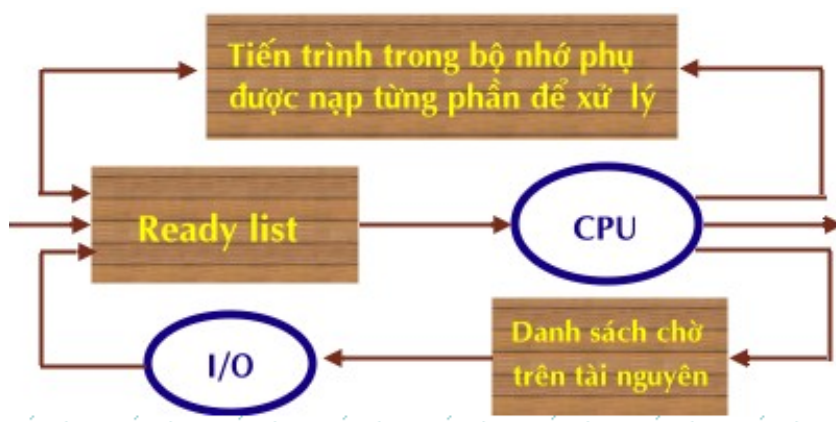 Tiến trình trong bộ nhớ phụ
được nạp từng phần để xử lý
Ready list
CPU
I/O
Danh sách chờ
trên tài nguyên